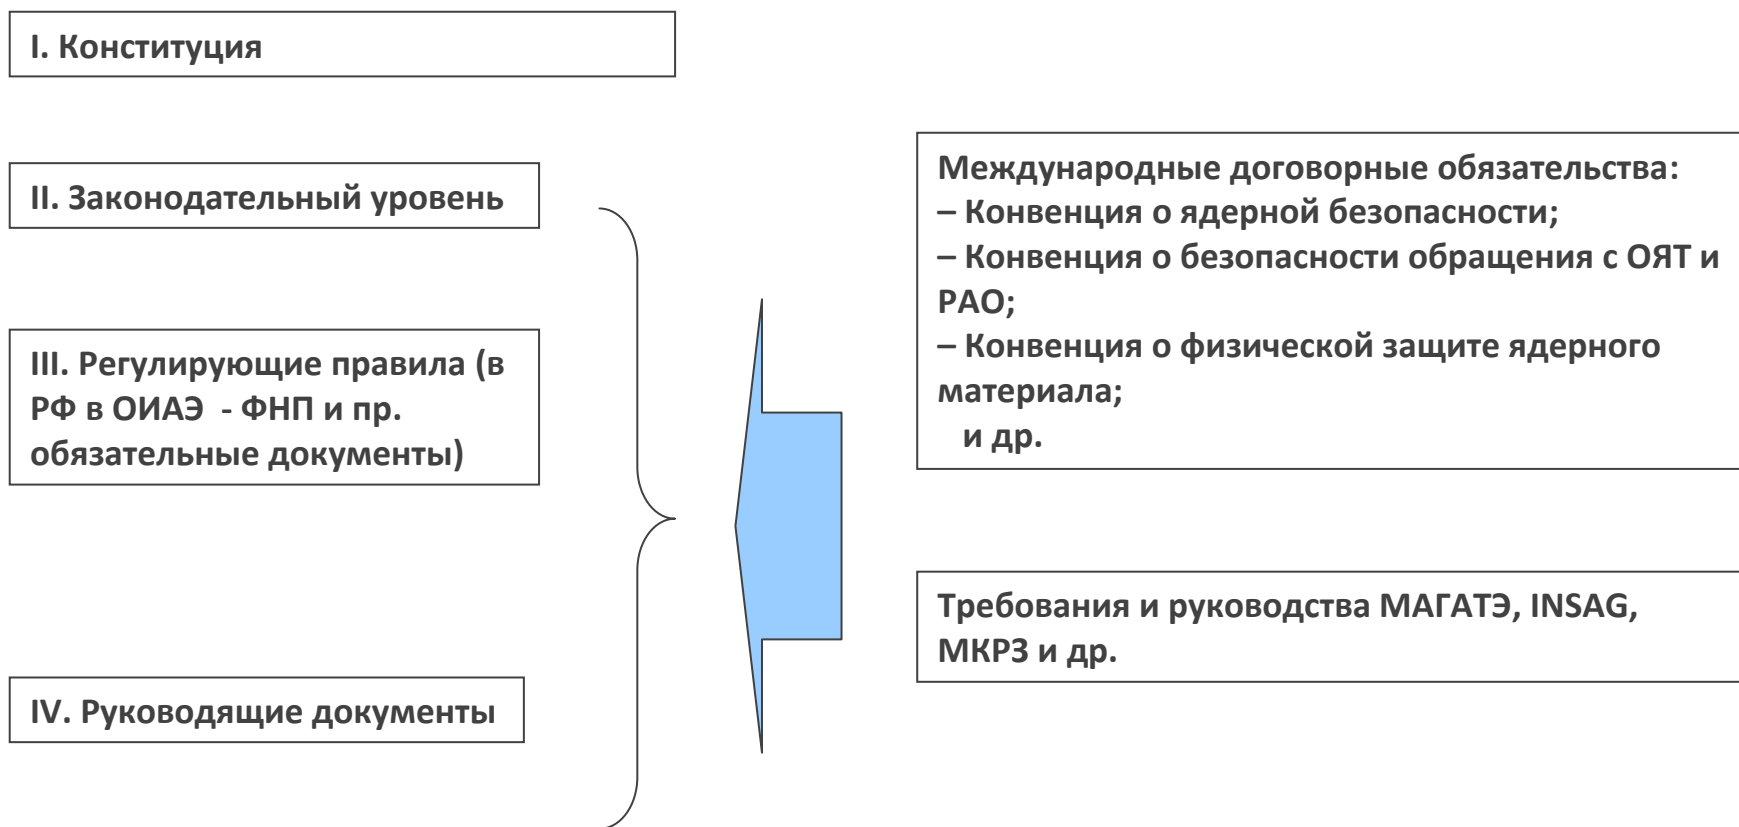 I. Конституция
II. Законодательный уровень
III. Регулирующие правила (в
РФ в ОИАЭ - ФНП и пр.
обязательные документы)
IV. Руководящие документы
Международные договорные обязательства:
– Конвенция о ядерной безопасности;
– Конвенция о безопасности обращения с ОЯТ и
РАО;
– Конвенция о физической защите ядерного
материала;
и др.
Требования и руководства МАГАТЭ, INSAG,
МКРЗ и др.